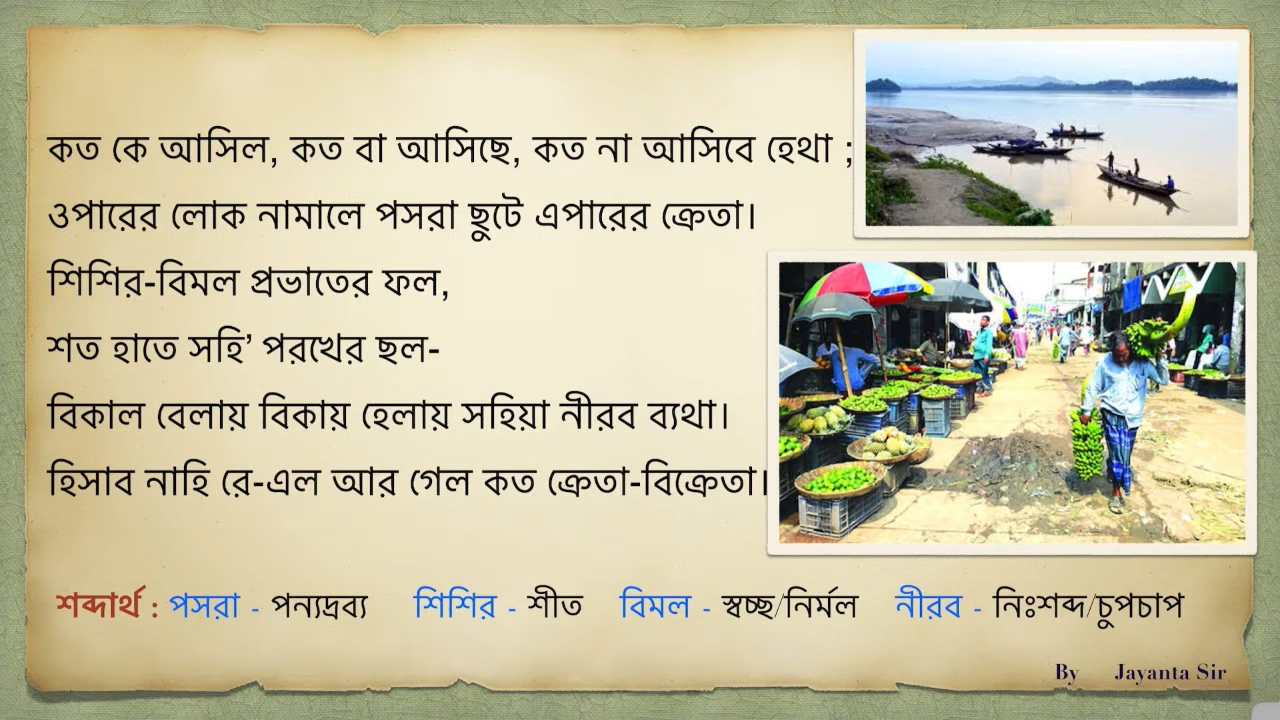 কত কে আসিল, কত বা আসিছে, কত না আসিবে হেথা ;
ওপারের লোক নামালে পসরা ছুটে এপারের ক্রেতা।
শিশির-বিমল প্রভাতের ফল,
শত হাতে সহি’ পরখের ছল-
বিকাল বেলায় বিকায় হেলায় সহিয়া নীরব ব্যথা।
হিসাব নাহি রে-এল আর গেল কত ক্রেতা-বিক্রেতা।
শব্দার্থ : পসরা - পন্যদ্রব্য শিশির - শীত বিমল - স্বচ্ছ/নির্মল নীরব - নিঃশব্দ/চুপচাপ
By Jayanta Sir